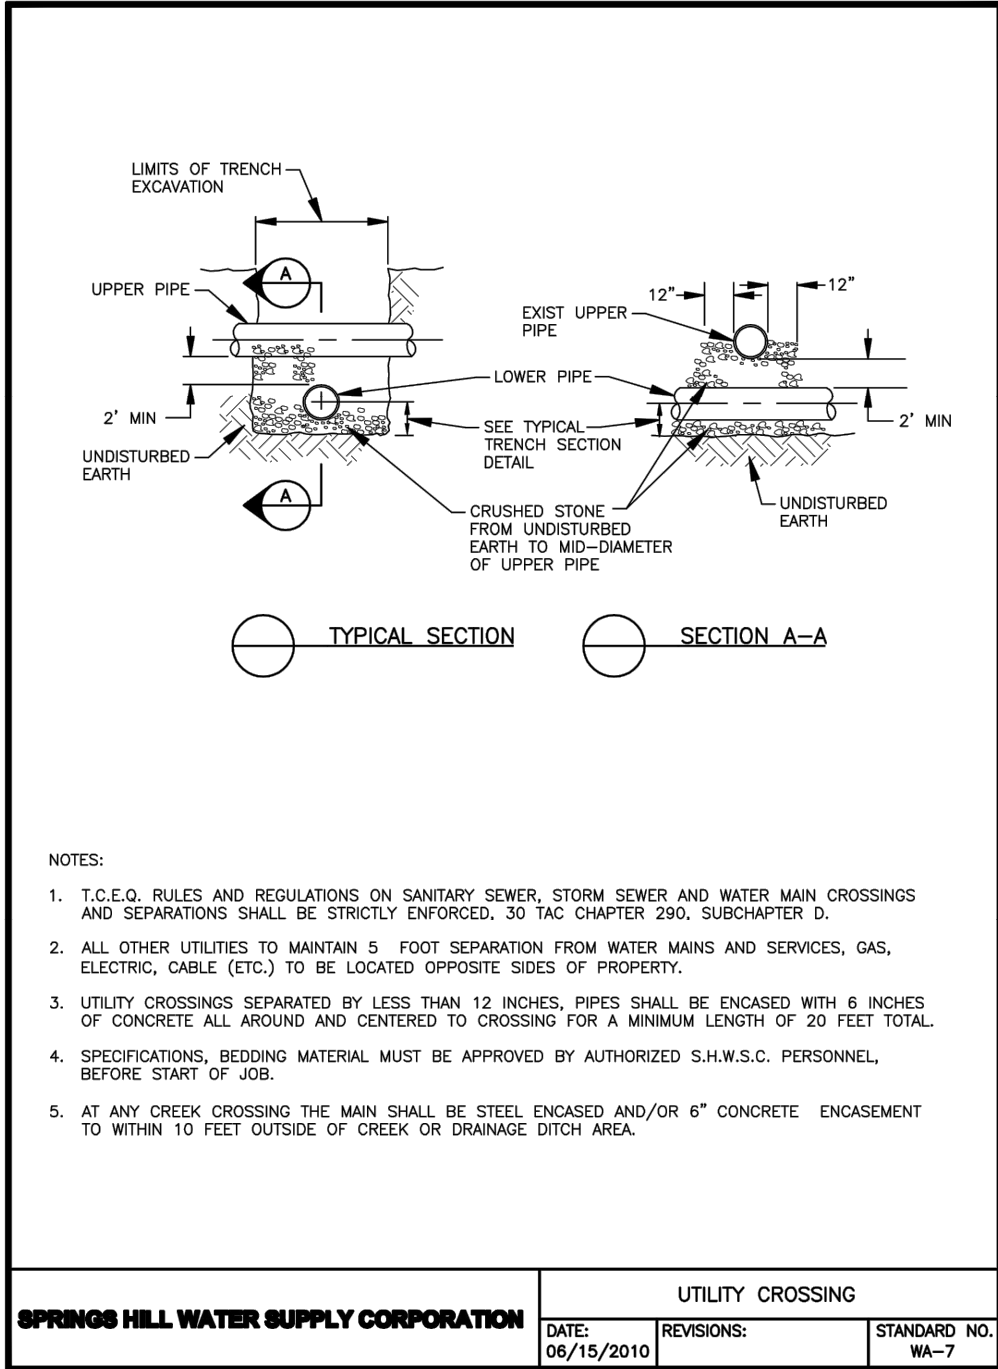 LIMITS OF TRENCH
EXCAVATION
A
UPPER PIPE
2' MIN
UNDISTURBED
EARTH
A
12"
12"
EXIST UPPER
PIPE
LOWER PIPE
SEE TYPICAL
TRENCH SECTION
DETAIL
2' MIN
CRUSHED STONE
FROM UNDISTURBED
EARTH TO MID-DIAMETER
OF UPPER PIPE
UNDISTURBED
EARTH
TYPICAL SECTION
SECTION A-A
NOTES:
1. T.C.E.Q. RULES AND REGULATIONS ON SANITARY SEWER, STORM SEWER AND WATER MAIN CROSSINGS
AND SEPARATIONS SHALL BE STRICTLY ENFORCED. 30 TAC CHAPTER 290. SUBCHAPTER D.
2. ALL OTHER UTILITIES TO MAINTAIN 5 FOOT SEPARATION FROM WATER MAINS AND SERVICES, GAS,
ELECTRIC, CABLE (ETC.) TO BE LOCATED OPPOSITE SIDES OF PROPERTY.
3. UTILITY CROSSINGS SEPARATED BY LESS THAN 12 INCHES, PIPES SHALL BE ENCASED WITH 6 INCHES
OF CONCRETE ALL AROUND AND CENTERED TO CROSSING FOR A MINIMUM LENGTH OF 20 FEET TOTAL.
4. SPECIFICATIONS, BEDDING MATERIAL MUST BE APPROVED BY AUTHORIZED S.H.W.S.C. PERSONNEL,
BEFORE START OF JOB.
5. AT ANY CREEK CROSSING THE MAIN SHALL BE STEEL ENCASED AND/OR 6" CONCRETE ENCASEMENT
TO WITHIN 10 FEET OUTSIDE OF CREEK OR DRAINAGE DITCH AREA.
SPRINGS HILL WATER SUPPLY CORPORATION
UTILITY CROSSING
DATE:
06/15/2010
REVISIONS:
STANDARD NO.
WA-7